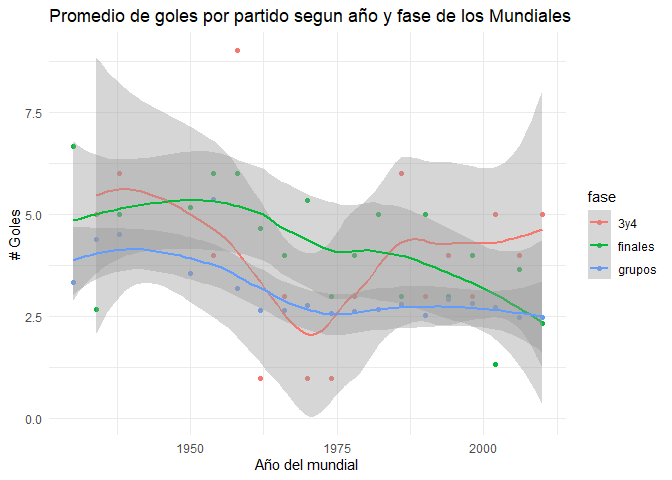 Promedio de goles por partido segun año y fase de los Mundiales
7.5
5.0
2.5
0.0
# Goles
1950
1975
2000
Año del mundial
fase
3y4
finales
grupos